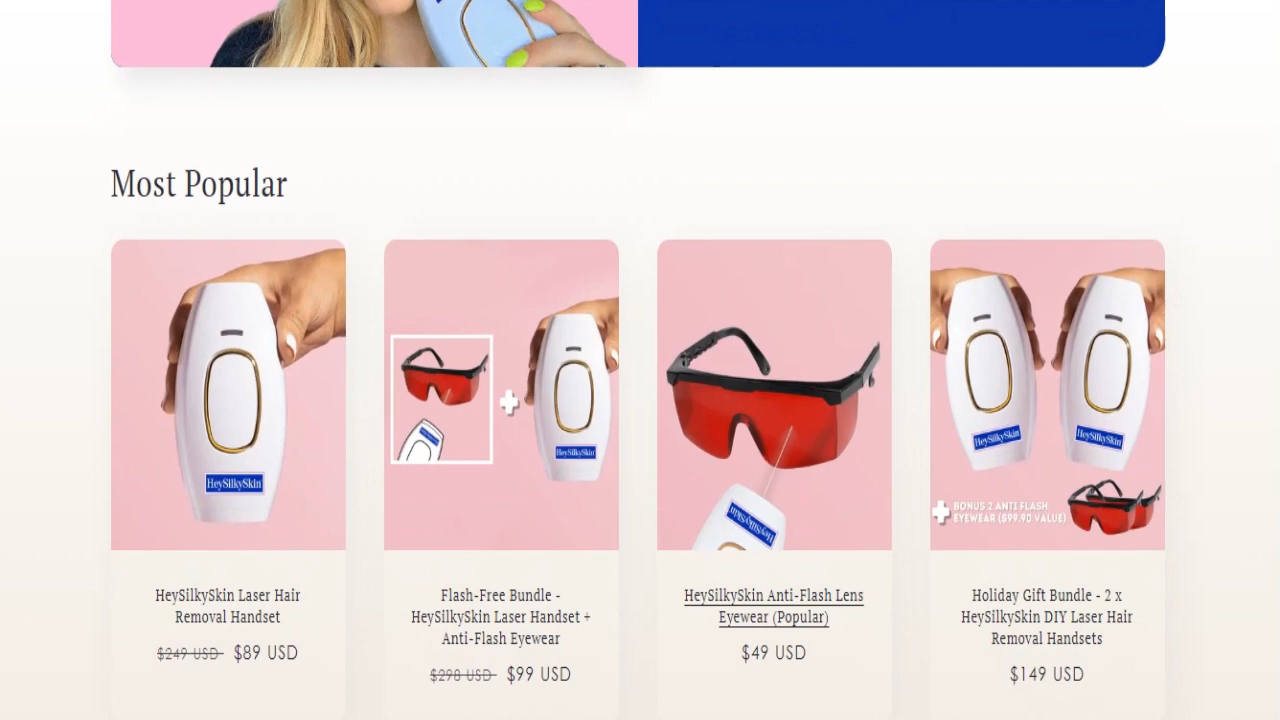 Most Popular
HeySilkySkin
HeySilkySkin
HeySilkySkin
HeySilkySkin
HeySilkySkin
BONUS 2 ANTI FLASH
EYEWEAR ($99.90 VALUE)
HeySilkySkin Laser Hair
Removal Handset
$249 USD $89 USD
Flash-Free Bundle -
HeySilkySkin Laser Handset +
Anti-Flash Eyewear
$298 USD $99 USD
HeySilkySkin Anti-Flash Lens
Eyewear (Popular)
$49 USD
Holiday Gift Bundle - 2 x
HeySilkySkin DIY Laser Hair
Removal Handsets
$149 USD